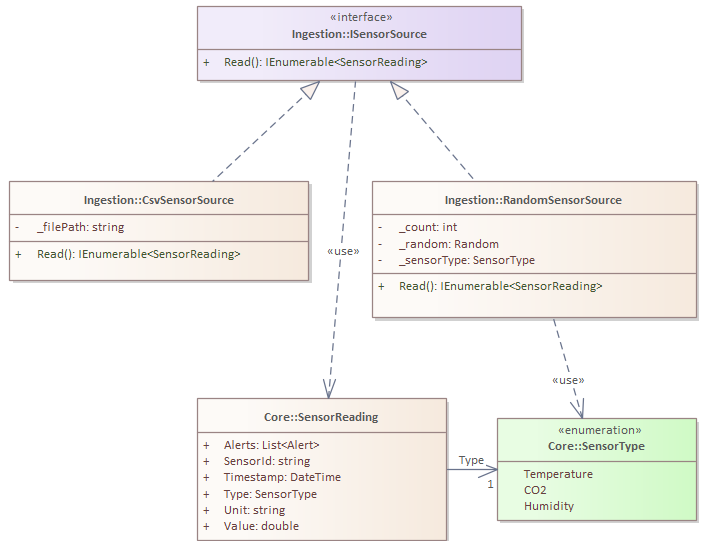 «interface»
Ingestion::ISensorSource
+ Read(): IEnumerable<SensorReading>
Ingestion::CsvSensorSource
- _filePath: string
+ Read(): IEnumerable<SensorReading>
Ingestion::RandomSensorSource
- _count: int
- _random: Random
- _sensorType: SensorType
+ Read(): IEnumerable<SensorReading>
«use»
«use»
Core::SensorReading
+ Alerts: List<Alert>
+ SensorId: string
+ Timestamp: DateTime
+ Type: SensorType
+ Unit: string
+ Value: double
Type
1
«enumeration»
Core::SensorType
Temperature
CO2
Humidity